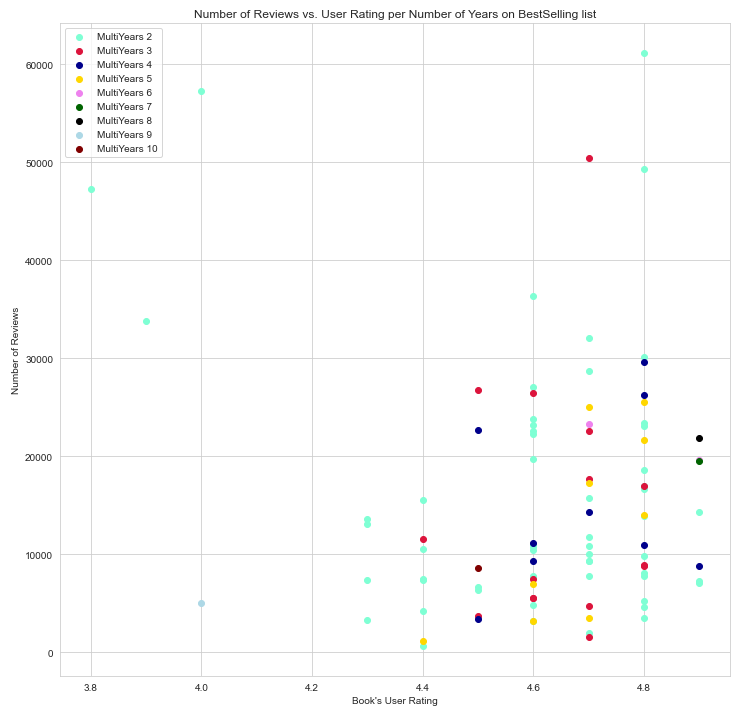 Number of Reviews vs. User Rating per Number of Years on BestSelling list
MultiYears 2
MultiYears 3
MultiYears 4
MultiYears 5
MultiYears 6
MultiYears 7
MultiYears 8
MultiYears 9
MultiYears 10
60000
50000
40000
30000
20000
10000
0
Number of Reviews
3.8 4.0 4.2 4.4 4.6 4.8
Book's User Rating